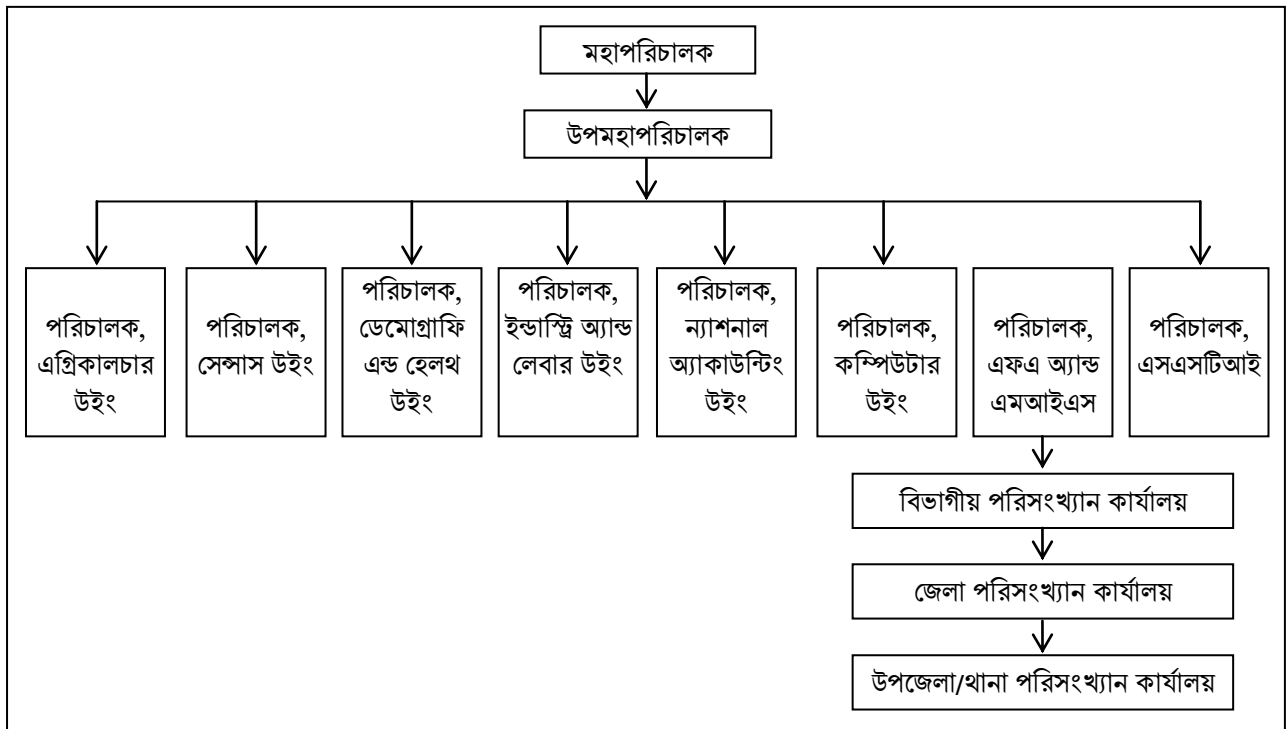 মহাপরিচালক
উপমহাপরিচালক
পরিচালক,
এগ্রিকালচার
উইং
পরিচালক,
সেন্সাস উইং
পরিচালক,
ডেমোগ্রাফি
এন্ড হেলথ
উইং
পরিচালক,
ইন্ডাস্ট্রি অ্যান্ড
লেবার উইং
পরিচালক,
ন্যাশনাল
অ্যাকাউন্টিং
উইং
পরিচালক,
কম্পিউটার
উইং
পরিচালক,
এফএ অ্যান্ড
এমআইএস
পরিচালক,
এসএসটিআই
বিভাগীয় পরিসংখ্যান কার্যালয়
জেলা পরিসংখ্যান কার্যালয়
উপজেলা/থানা পরিসংখ্যান কার্যালয়